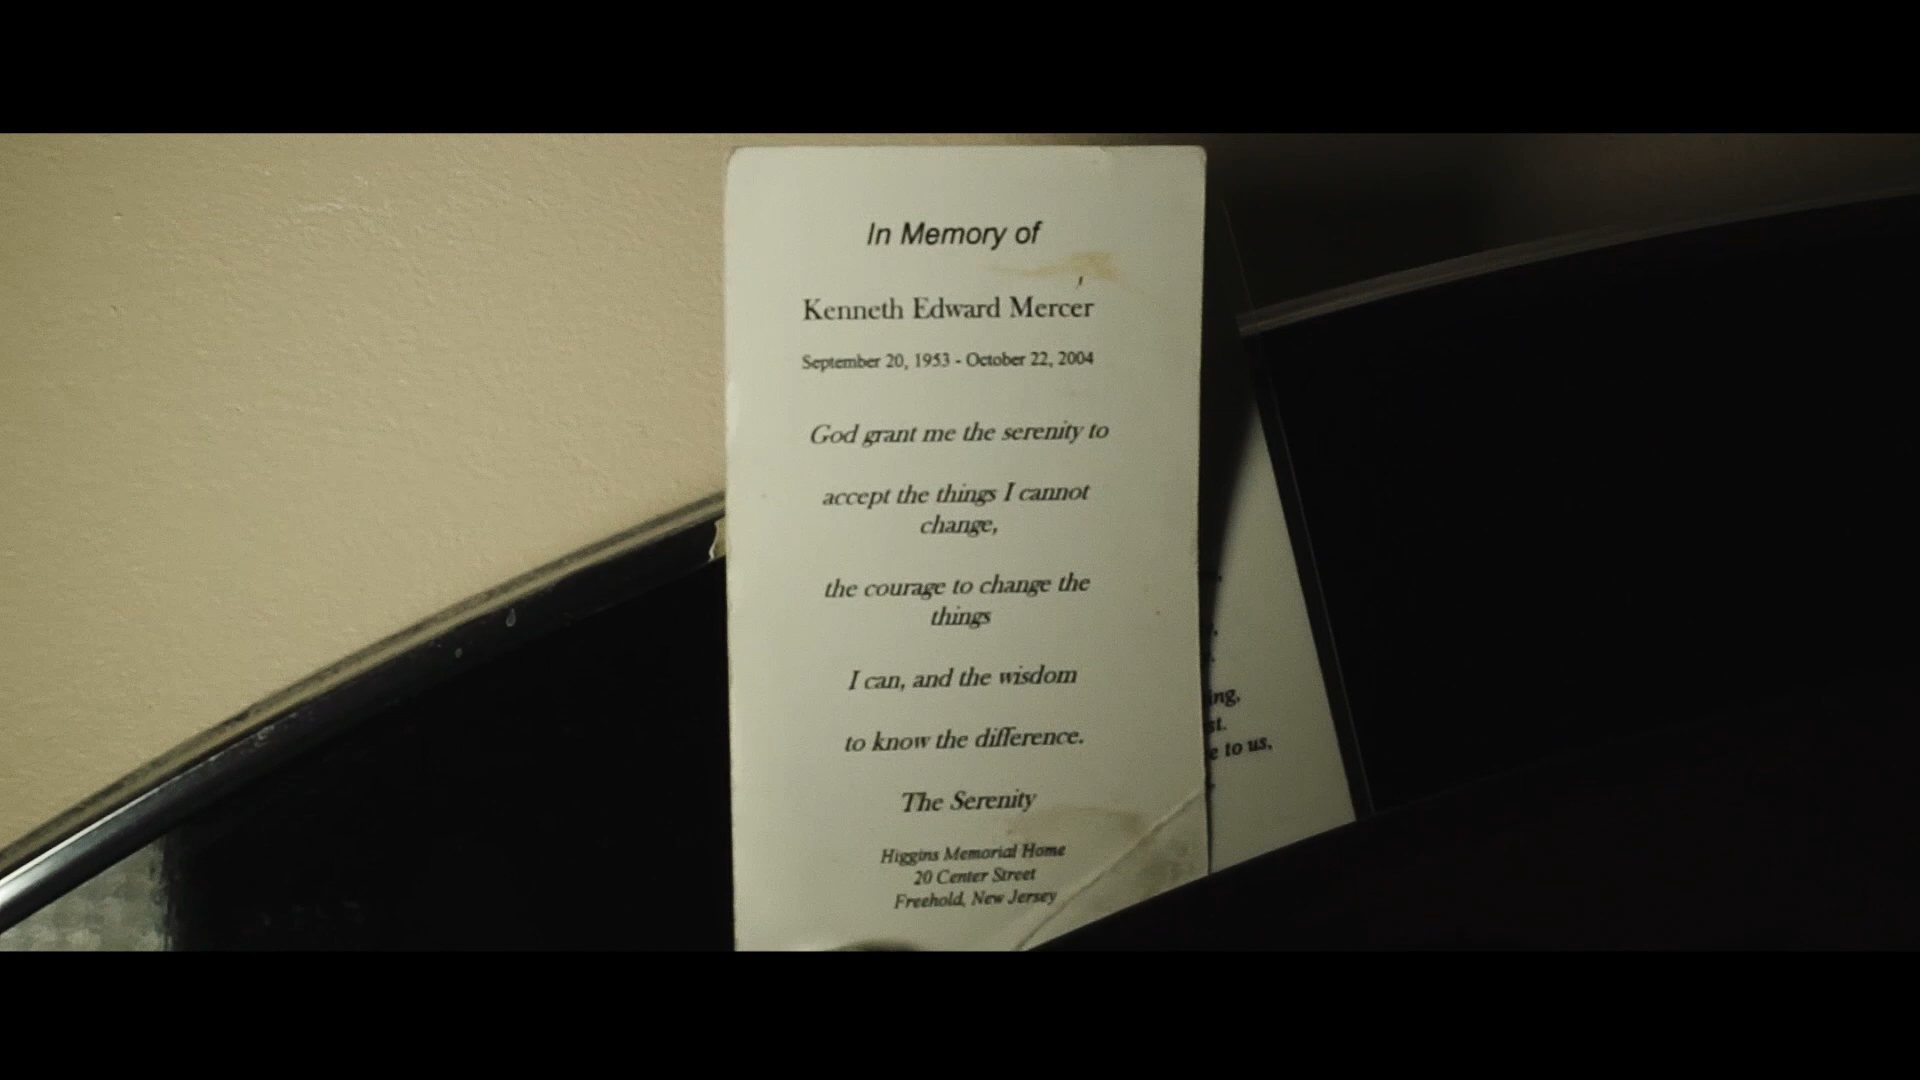 In Memory of
Kenneth Edward Mercer
September 20, 1953 - October 22, 2004
God grant me the serenity to
accept the things I cannot
change,
the courage to change the
things
I can, and the wisdom
to know the difference.
The Serenity
Higgins Memorial Home
20 Center Street
Freehold, New Jersey
to us,